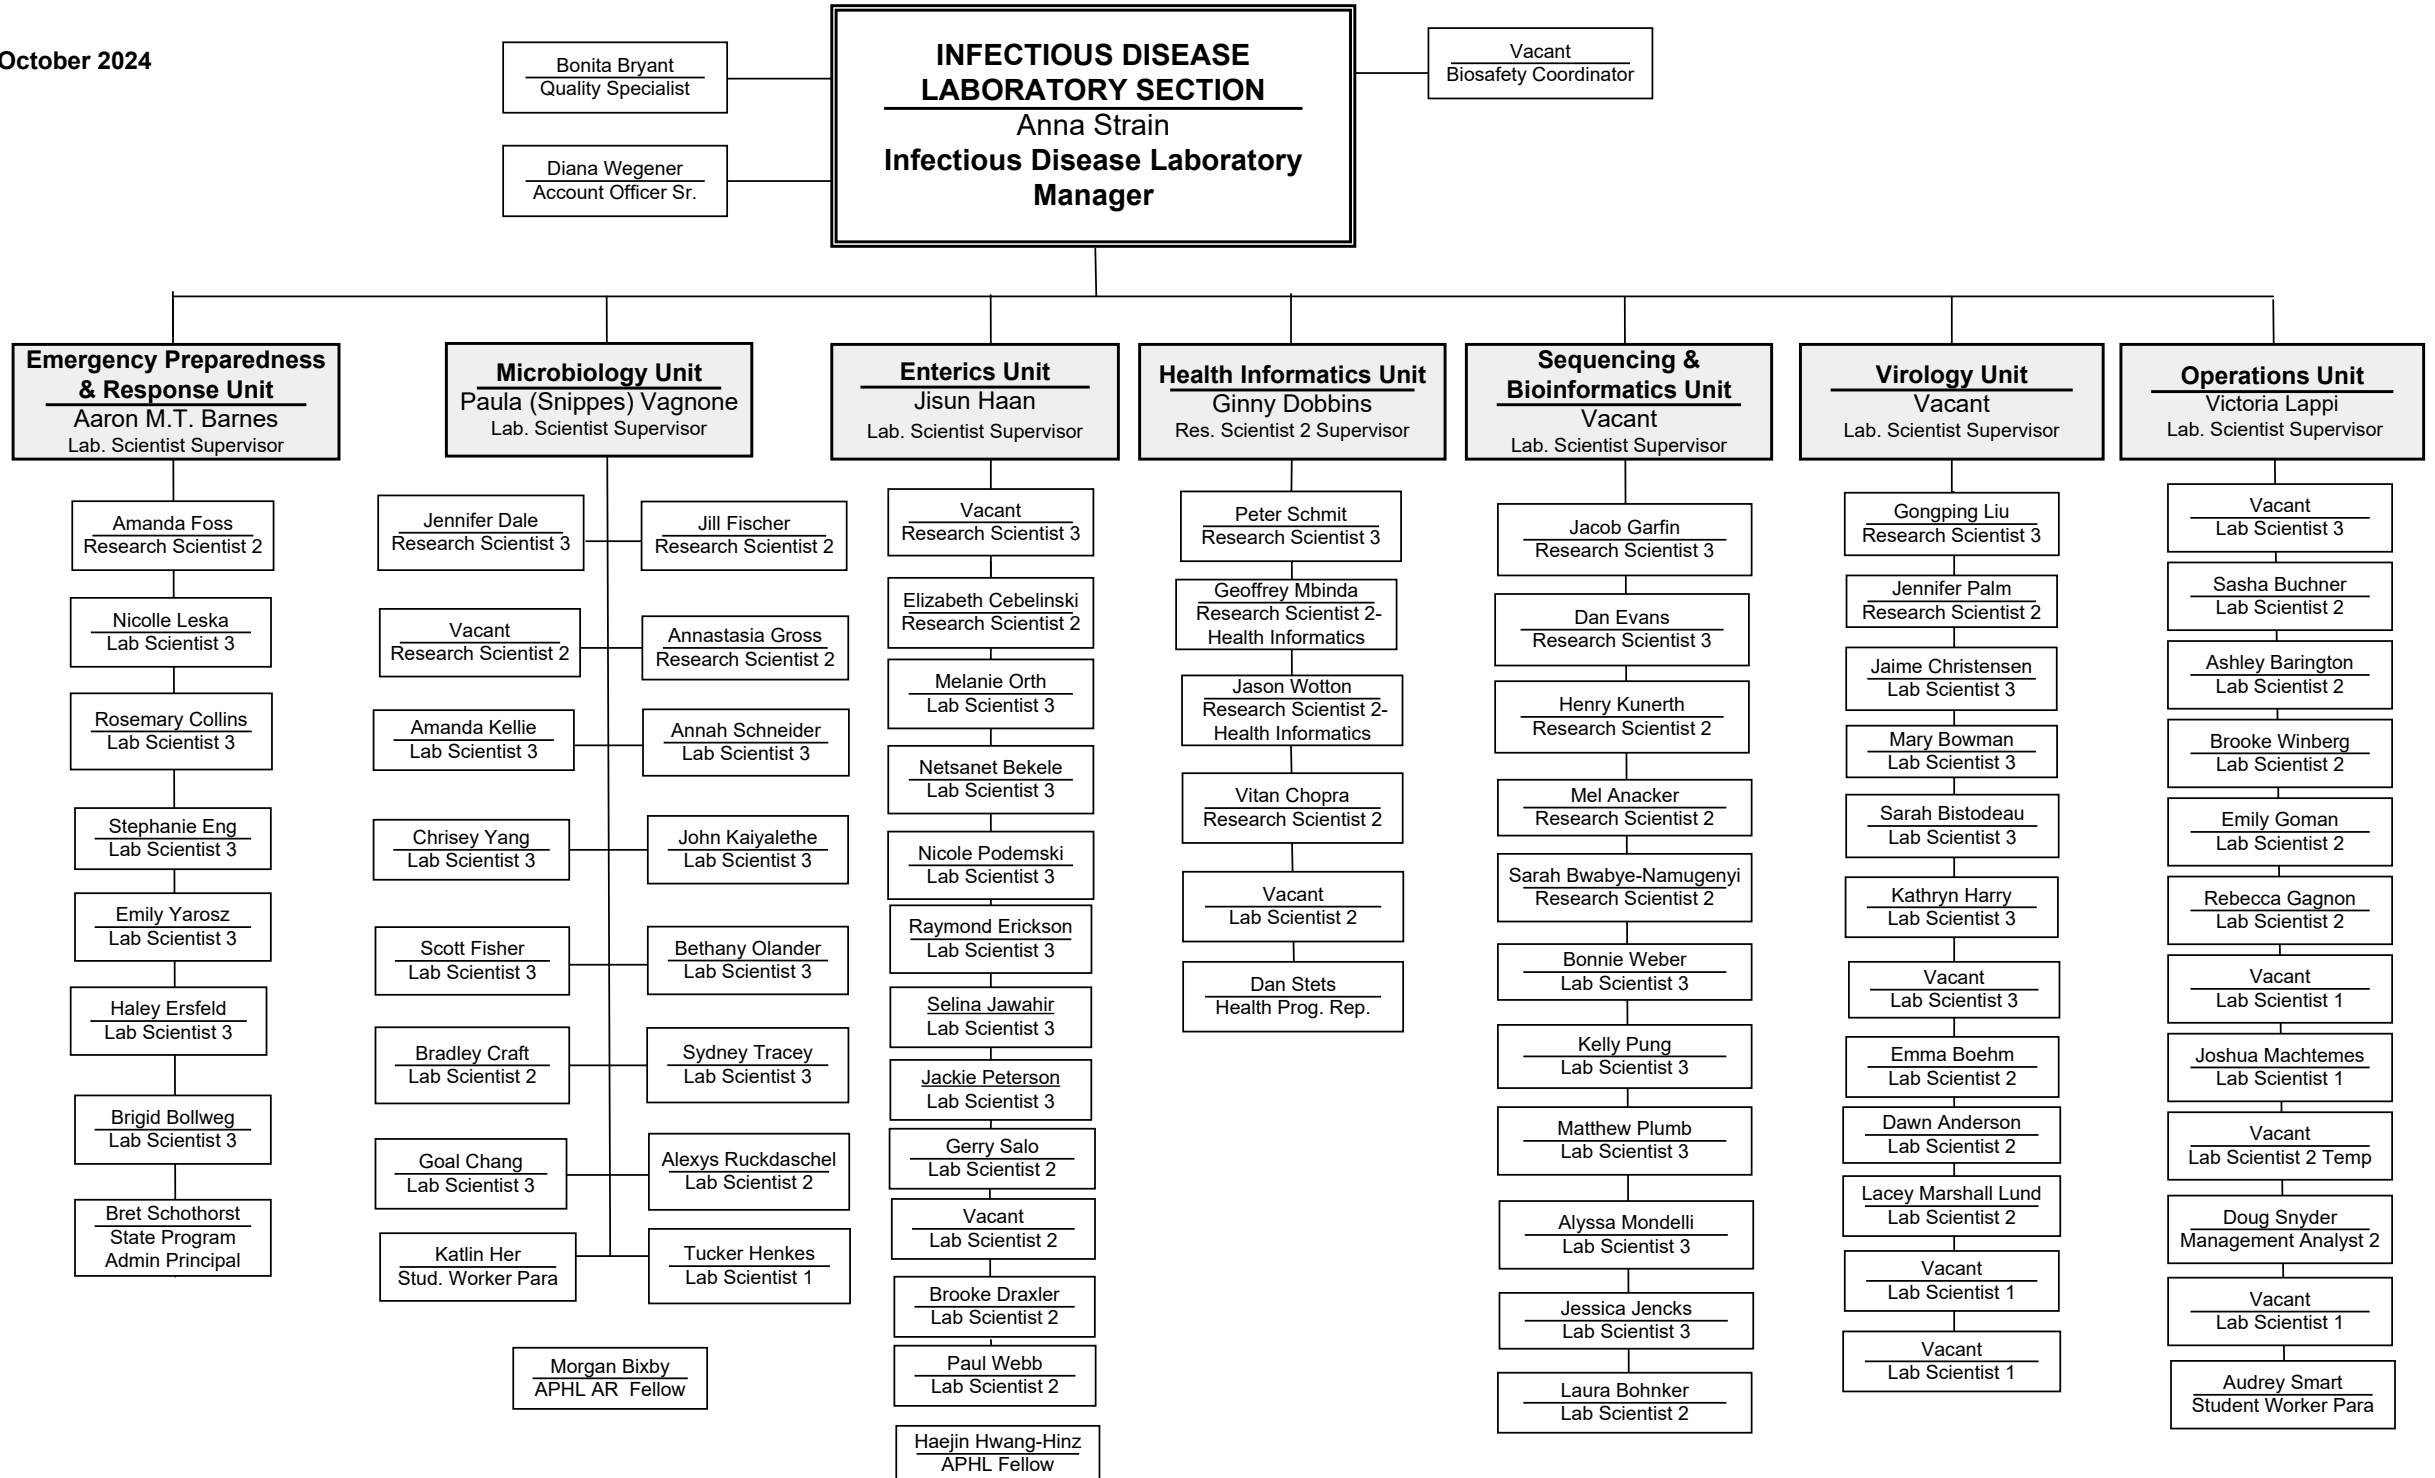 October 2024
Bonita Bryant
Quality Specialist
Diana Wegener
Account Officer Sr.
INFECTIOUS DISEASE
LABORATORY SECTION
Anna Strain
Infectious Disease Laboratory
Manager
Vacant
Biosafety Coordinator
Emergency Preparedness
& Response Unit
Aaron M.T. Barnes
Lab. Scientist Supervisor
Amanda Foss
Research Scientist 2
Nicolle Leska
Lab Scientist 3
Rosemary Collins
Lab Scientist 3
Stephanie Eng
Lab Scientist 3
Emily Yarosz
Lab Scientist 3
Haley Ersfeld
Lab Scientist 3
Brigid Bollweg
Lab Scientist 3
Bret Schothorst
State Program
Admin Principal
Microbiology Unit
Paula (Snippes) Vagnone
Lab. Scientist Supervisor
Jennifer Dale
Research Scientist 3
Jill Fischer
Research Scientist 2
Vacant
Research Scientist 2
Annastasia Gross
Research Scientist 2
Amanda Kellie
Lab Scientist 3
Annah Schneider
Lab Scientist 3
Chrisey Yang
Lab Scientist 3
John Kaiyalethe
Lab Scientist 3
Scott Fisher
Lab Scientist 3
Bethany Olander
Lab Scientist 3
Bradley Craft
Lab Scientist 2
Sydney Tracey
Lab Scientist 3
Goal Chang
Lab Scientist 3
Alexys Ruckdaschel
Lab Scientist 2
Katlin Her
Stud. Worker Para
Tucker Henkes
Lab Scientist 1
Morgan Bixby
APHL AR Fellow
Enterics Unit
Jisun Haan
Lab. Scientist Supervisor
Vacant
Research Scientist 3
Elizabeth Cebelinski
Research Scientist 2
Melanie Orth
Lab Scientist 3
Netsanet Bekele
Lab Scientist 3
Nicole Podemski
Lab Scientist 3
Raymond Erickson
Lab Scientist 3
Selina Jawahir
Lab Scientist 3
Jackie Peterson
Lab Scientist 3
Gerry Salo
Lab Scientist 2
Vacant
Lab Scientist 2
Brooke Draxler
Lab Scientist 2
Paul Webb
Lab Scientist 2
Haejin Hwang-Hinz
APHL Fellow
Health Informatics Unit
Ginny Dobbins
Res. Scientist 2 Supervisor
Peter Schmit
Research Scientist 3
Geoffrey Mbinda
Research Scientist 2-
Health Informatics
Jason Wotton
Research Scientist 2-
Health Informatics
Vitan Chopra
Research Scientist 2
Vacant
Lab Scientist 2
Dan Stets
Health Prog. Rep.
Sequencing &
Bioinformatics Unit
Vacant
Lab. Scientist Supervisor
Jacob Garfin
Research Scientist 3
Dan Evans
Research Scientist 3
Henry Kunerth
Research Scientist 2
Mel Anacker
Research Scientist 2
Sarah Bwabye-Namugenyi
Research Scientist 2
Bonnie Weber
Lab Scientist 3
Kelly Pung
Lab Scientist 3
Matthew Plumb
Lab Scientist 3
Alyssa Mondelli
Lab Scientist 3
Jessica Jencks
Lab Scientist 3
Laura Bohnker
Lab Scientist 2
Virology Unit
Vacant
Lab. Scientist Supervisor
Gongping Liu
Research Scientist 3
Jennifer Palm
Research Scientist 2
Jaime Christensen
Lab Scientist 3
Mary Bowman
Lab Scientist 3
Sarah Bistodeau
Lab Scientist 3
Kathryn Harry
Lab Scientist 3
Vacant
Lab Scientist 3
Emma Boehm
Lab Scientist 2
Dawn Anderson
Lab Scientist 2
Lacey Marshall Lund
Lab Scientist 2
Vacant
Lab Scientist 1
Vacant
Lab Scientist 1
Operations Unit
Victoria Lappi
Lab. Scientist Supervisor
Vacant
Lab Scientist 3
Sasha Buchner
Lab Scientist 2
Ashley Barington
Lab Scientist 2
Brooke Winberg
Lab Scientist 2
Emily Goman
Lab Scientist 2
Rebecca Gagnon
Lab Scientist 2
Vacant
Lab Scientist 1
Joshua Machtemes
Lab Scientist 1
Vacant
Lab Scientist 2 Temp
Doug Snyder
Management Analyst 2
Vacant
Lab Scientist 1
Audrey Smart
Student Worker Para